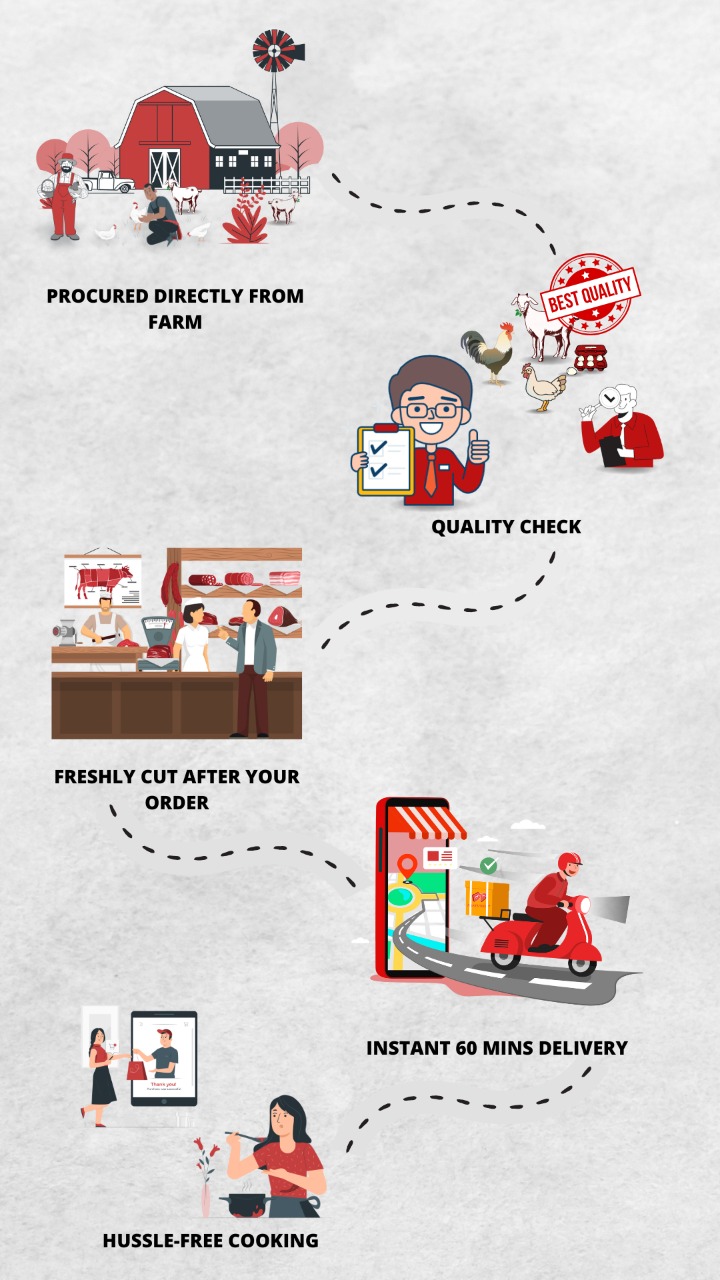 PROCURED DIRECTLY FROM
FARM
BEST QUALITY
QUALITY CHECK
FRESHLY CUT AFTER YOUR
ORDER
INSTANT 60 MINS DELIVERY
Thank you!
HUSSLE-FREE COOKING